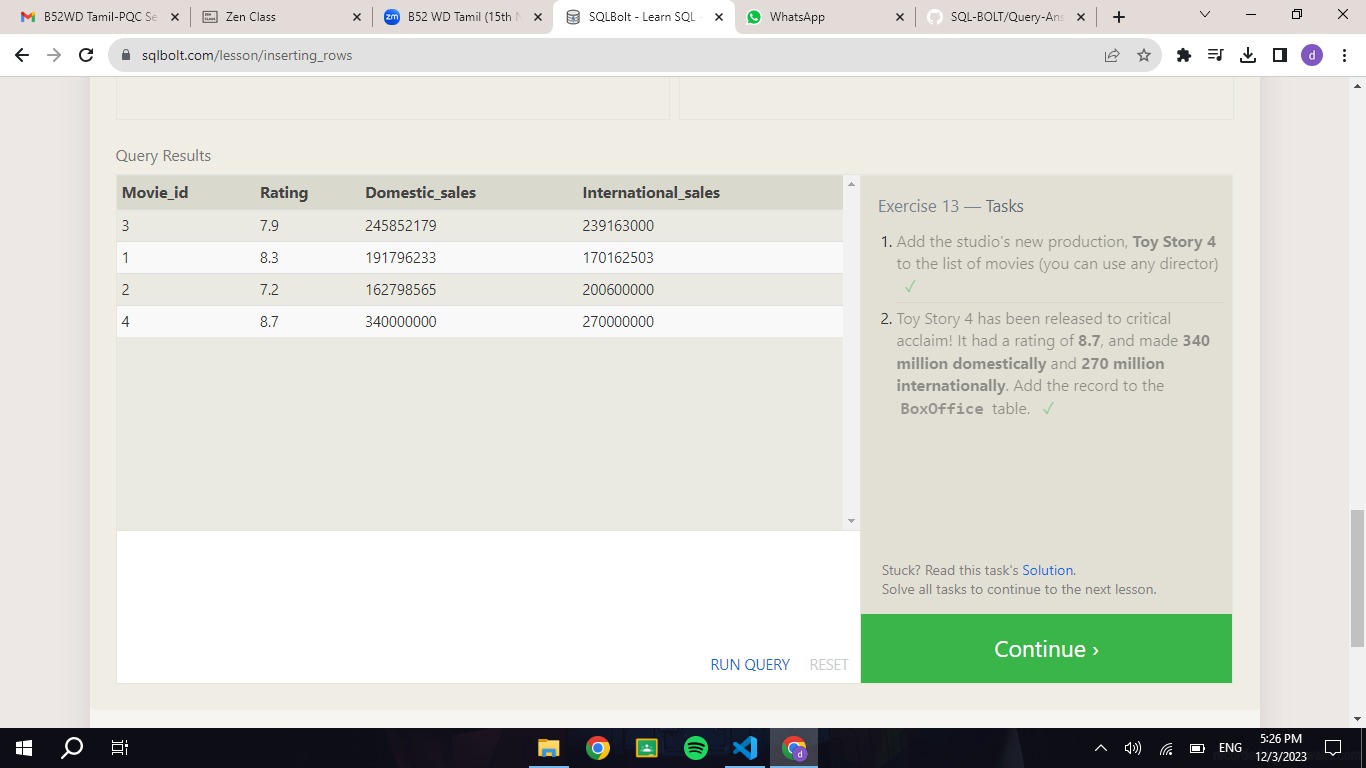 B52WD Tamil-PQC Se
Zen Class
B52 WD Tamil (15th N
SQLBolt - Learn SQL -
WhatsApp
SQL-BOLT/Query-Ans
sqlbolt.com/lesson/inserting_rows
d
Query Results
Movie_id Rating Domestic_sales International_sales
3 7.9 245852179 239163000
1 8.3 191796233 170162503
2 7.2 162798565 200600000
4 8.7 340000000 270000000
RUN QUERY RESET
Exercise 13 — Tasks
1. Add the studio's new production, Toy Story 4
to the list of movies (you can use any director)
✓
2. Toy Story 4 has been released to critical
acclaim! It had a rating of 8.7, and made 340
million domestically and 270 million
internationally. Add the record to the
BoxOffice table. ✓
Stuck? Read this task's Solution.
Solve all tasks to continue to the next lesson.
Continue ›
ENG
5:26 PM
12/3/2023